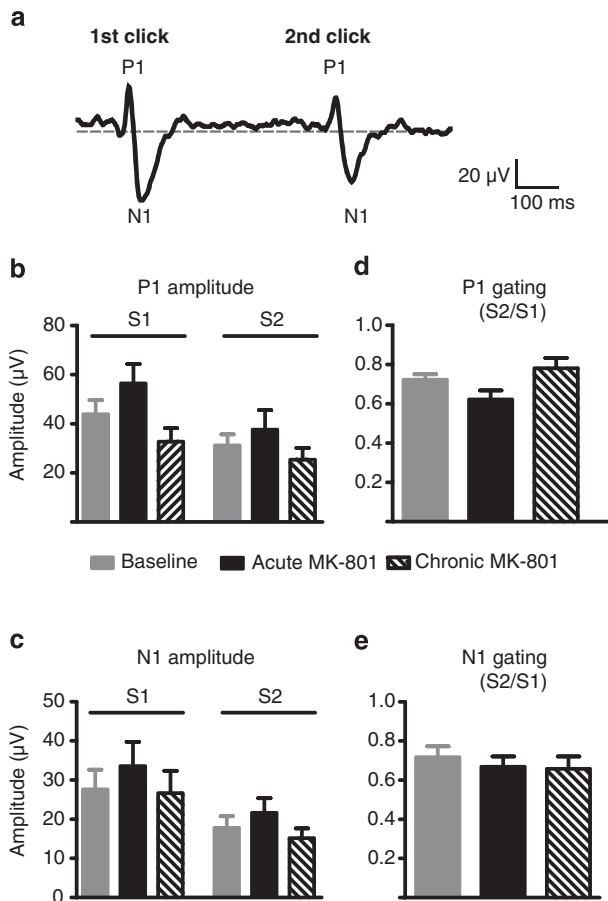 a
1st click
2nd click
P1
P1
N1
N1
20 µV
100 ms
b
P1 amplitude
S1
S2
Amplitude (µV)
80
60
40
20
d
P1 gating
(S2/S1)
1.0
0.8
0.6
0.4
0.2
Baseline
Acute MK-801
Chronic MK-801
c
N1 amplitude
S1
S2
Amplitude (µV)
50
40
30
20
10
0
e
N1 gating
(S2/S1)
1.0
0.8
0.6
0.4
0.2